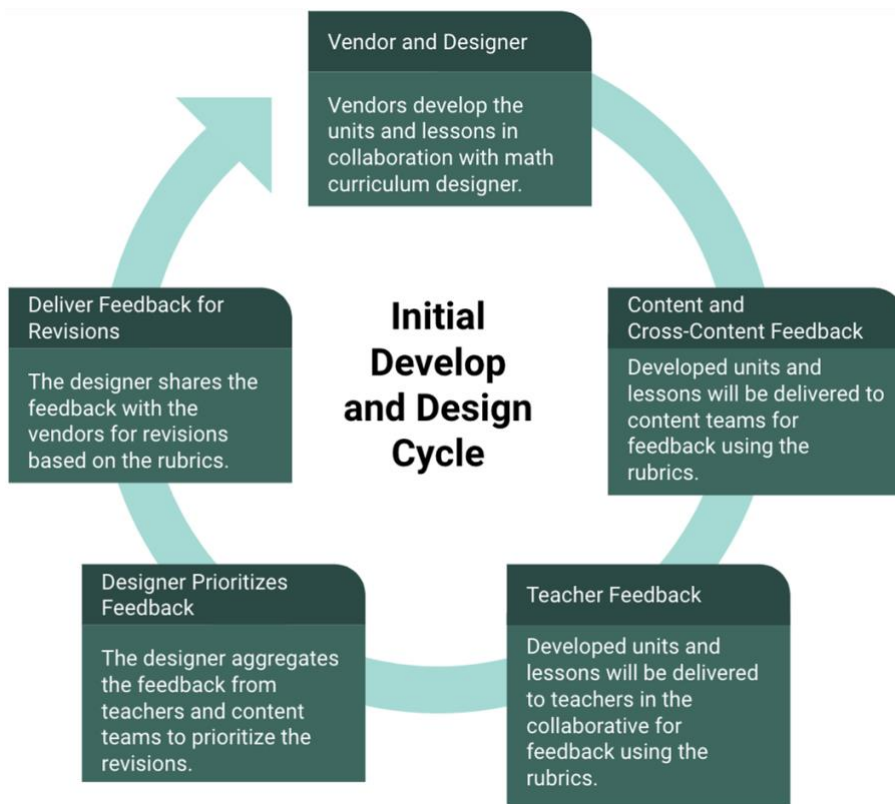 Vendor and Designer
Vendors develop the
units and lessons in
collaboration with math
curriculum designer.
Content and
Cross-Content Feedback
Developed units and
lessons will be delivered to
content teams for
feedback using the
rubrics.
Teacher Feedback
Developed units and
lessons will be delivered
to teachers in the
collaborative for
feedback using the
rubrics.
Designer Prioritizes
Feedback
The designer aggregates
the feedback from
teachers and content
teams to prioritize the
revisions.
Deliver Feedback for
Revisions
The designer shares the
feedback with the
vendors for revisions
based on the rubrics.
Initial
Develop
and Design
Cycle